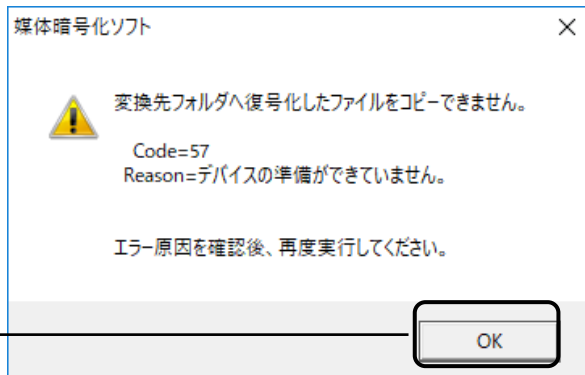 媒体暗号化ソフト
変換先フォルダへ復号化したファイルをコピーできません。
Code=57
Reason=デバイスの準備ができていません。
エラー原因を確認後、再度実行してください。
OK